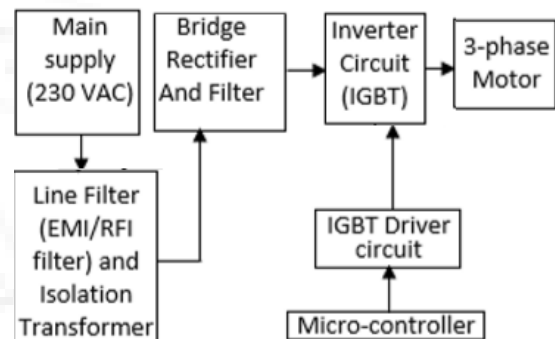 Main
supply
(230 VAC)
Line Filter
(EMI/RFI
filter) and
Isolation
Transformer
Bridge
Rectifier
And Filter
Inverter
Circuit
(IGBT)
3-phase
Motor
IGBT Driver
circuit
Micro-controller